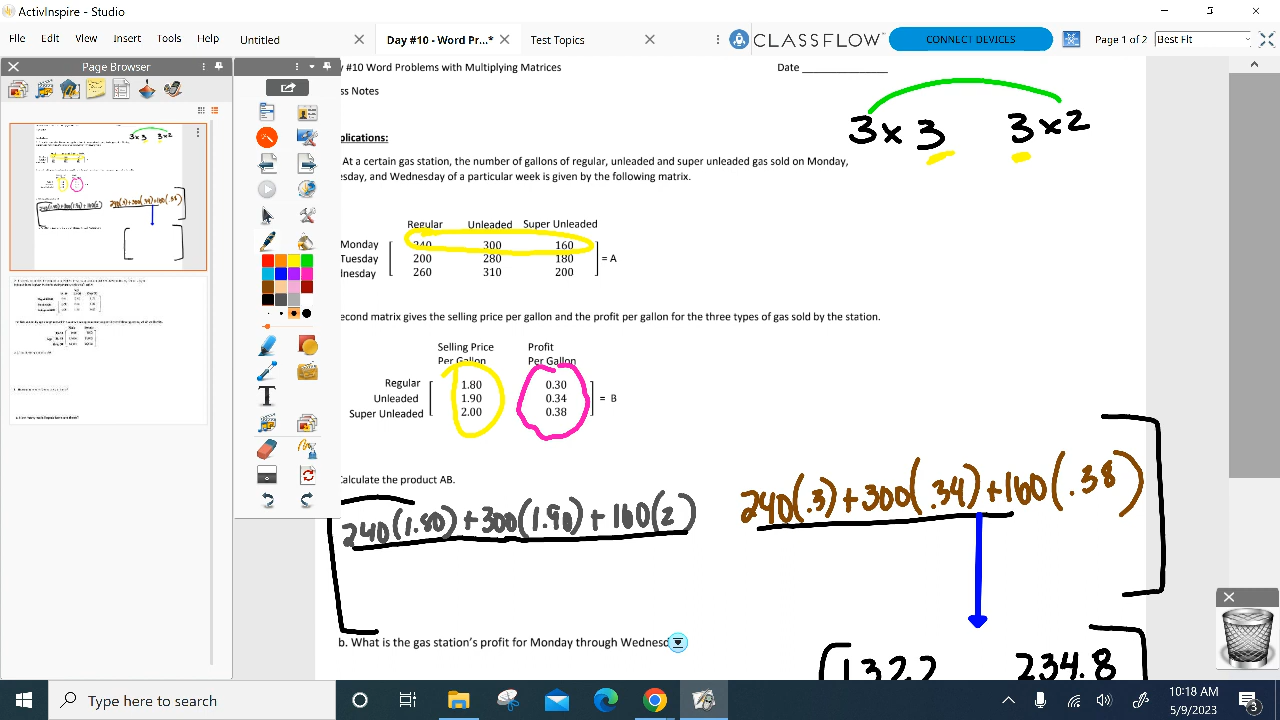 ActivInspire - Studio
File Edit View Insert Tools Help Untitled Day #10 - Word Pr...* Test Topics CLASSFLOW CONNECT DEVICES Page 1 of 2 Best Fit
Page Browser
#10 Word Problems with Multiplying Matrices Date
ss Notes
3 x 3 3 x 2
plications:
At a certain gas station, the number of gallons of regular, unleaded and super unleaded gas sold on Monday,
esday, and Wednesday of a particular week is given by the following matrix.
Regular Unleaded Super Unleaded
Monday 240 300 160
Tuesday 200 280 180 = A
dnesday 260 310 200
econd matrix gives the selling price per gallon and the profit per gallon for the three types of gas sold by the station.
Selling Price Profit
Per Gallon Per Gallon
Regular 1.80 0.30
Unleaded 1.90 0.34 = B
Super Unleaded 2.00 0.38
Calculate the product AB.
240(1.80) + 300(1.90) + 160(2) 240(.3) + 300(.34) + 160(.38)
b. What is the gas station's profit for Monday through Wednesd
1322 234.8
Type here to search
10:18 AM
5/9/2023
3